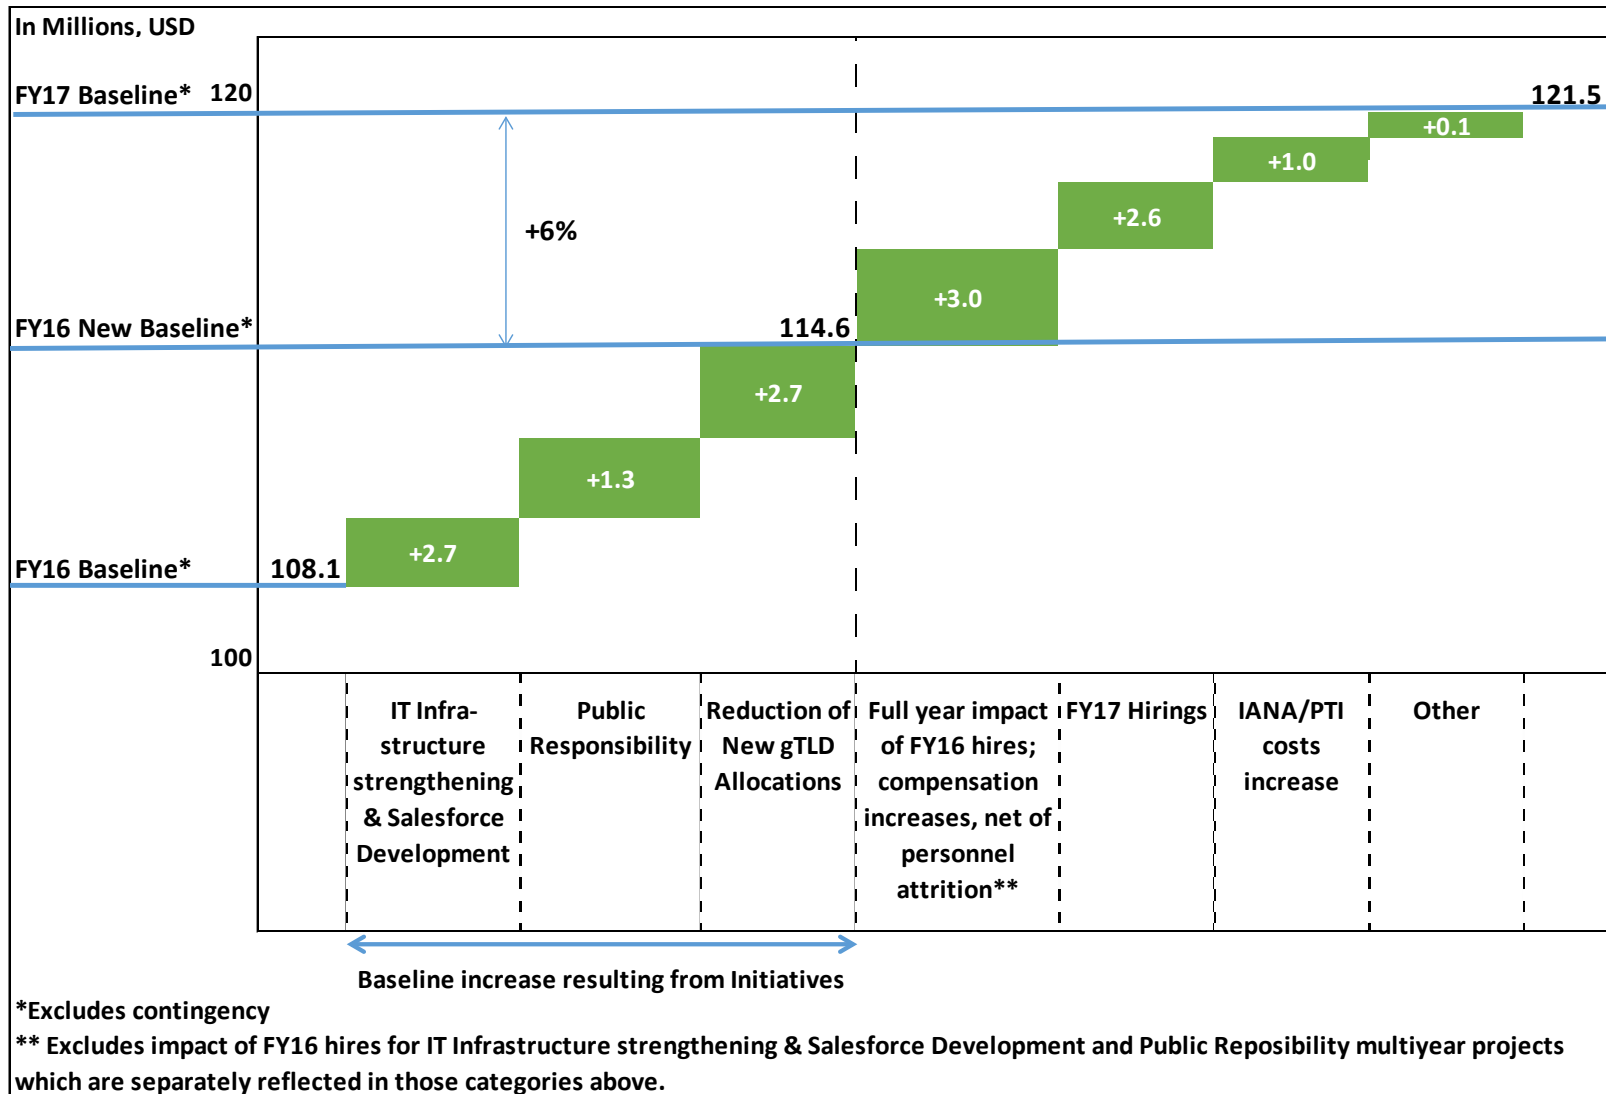 In Millions, USD
FY17 Baseline* 120
121.5
+0.1
+1.0
+2.6
+6%
+3.0
FY16 New Baseline*
114.6
+2.7
+1.3
+2.7
FY16 Baseline*
108.1
100
IT Infra-
structure
strengthening
& Salesforce
Development
Public
Responsibility
Reduction of
New gTLD
Allocations
Full year impact
of FY16 hires;
compensation
increases, net of
personnel
attrition**
FY17 Hirings
IANA/PTI
costs
increase
Other
Baseline increase resulting from Initiatives
*Excludes contingency
** Excludes impact of FY16 hires for IT Infrastructure strengthening & Salesforce Development and Public Reposibility multiyear projects
which are separately reflected in those categories above.